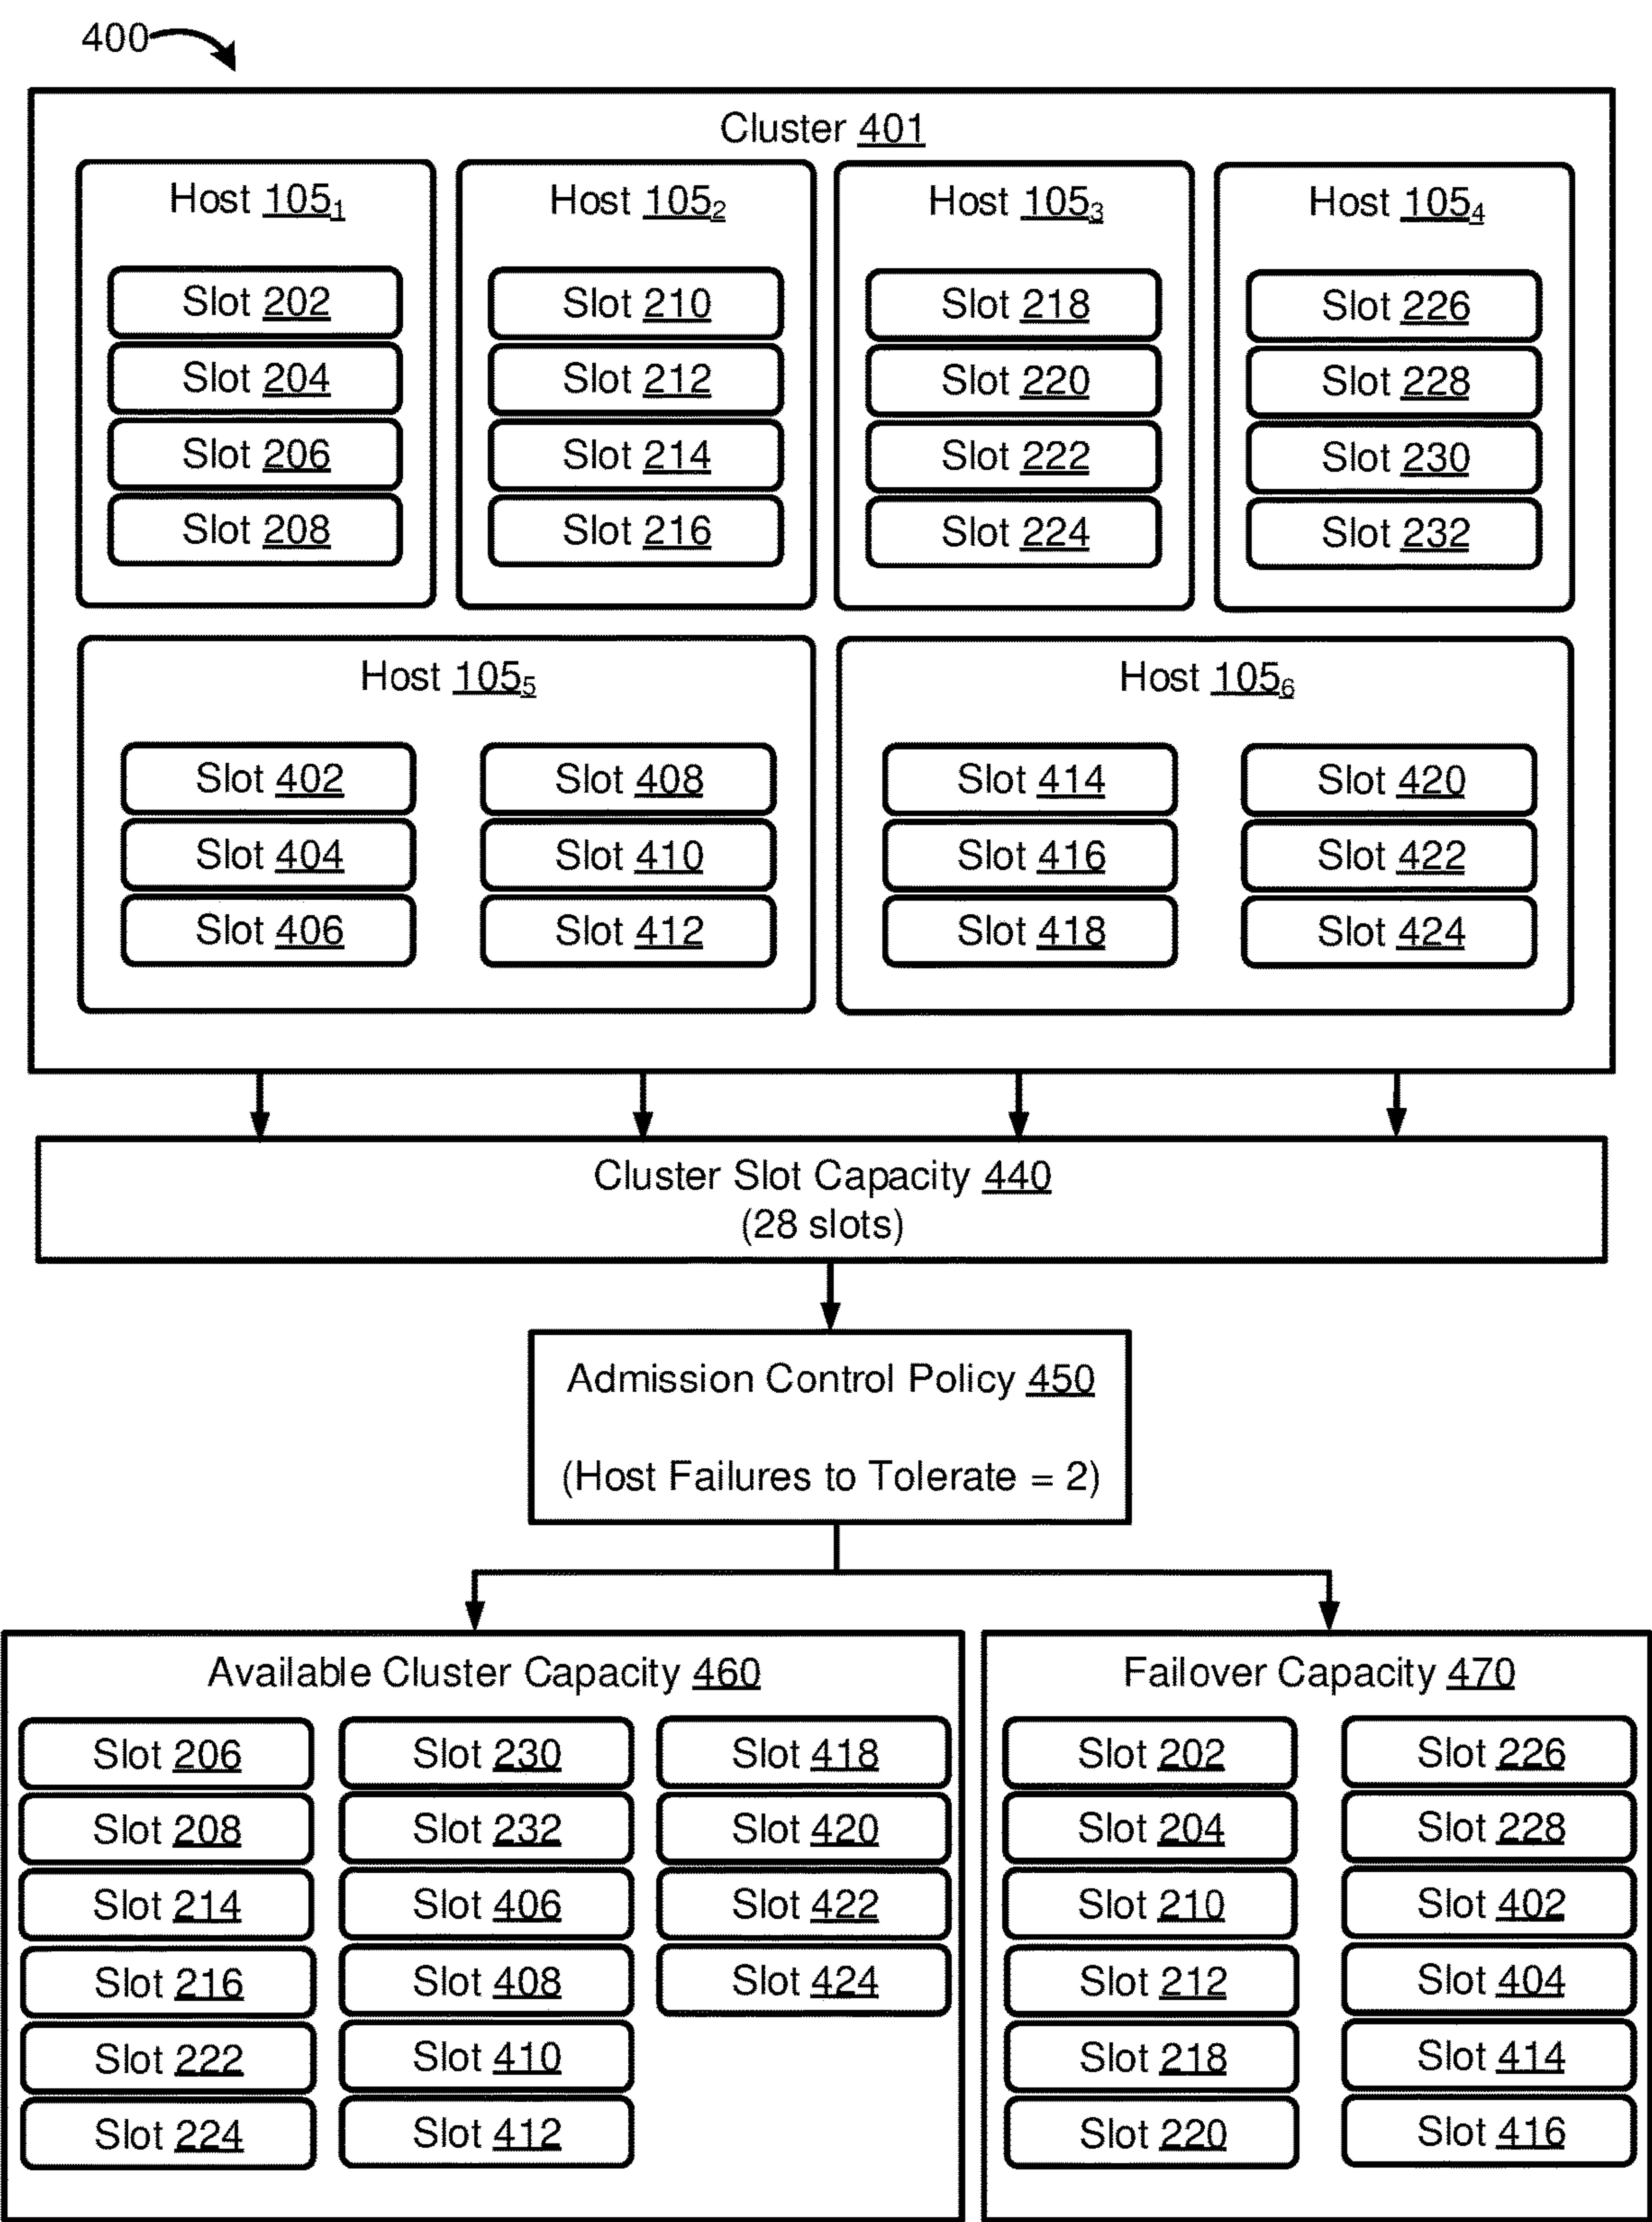 400
Cluster 401
Host 105₁
Slot 202
Slot 204
Slot 206
Slot 208
Host 105₂
Slot 210
Slot 212
Slot 214
Slot 216
Host 105₃
Slot 218
Slot 220
Slot 222
Slot 224
Host 105₄
Slot 226
Slot 228
Slot 230
Slot 232
Host 105₅
Slot 402
Slot 404
Slot 406
Slot 408
Slot 410
Slot 412
Host 105₆
Slot 414
Slot 416
Slot 418
Slot 420
Slot 422
Slot 424
Cluster Slot Capacity 440
(28 slots)
Admission Control Policy 450
(Host Failures to Tolerate = 2)
Available Cluster Capacity 460
Slot 206
Slot 208
Slot 214
Slot 216
Slot 222
Slot 224
Slot 230
Slot 232
Slot 406
Slot 408
Slot 410
Slot 412
Slot 418
Slot 420
Slot 422
Slot 424
Failover Capacity 470
Slot 202
Slot 204
Slot 210
Slot 212
Slot 218
Slot 220
Slot 226
Slot 228
Slot 402
Slot 404
Slot 414
Slot 416